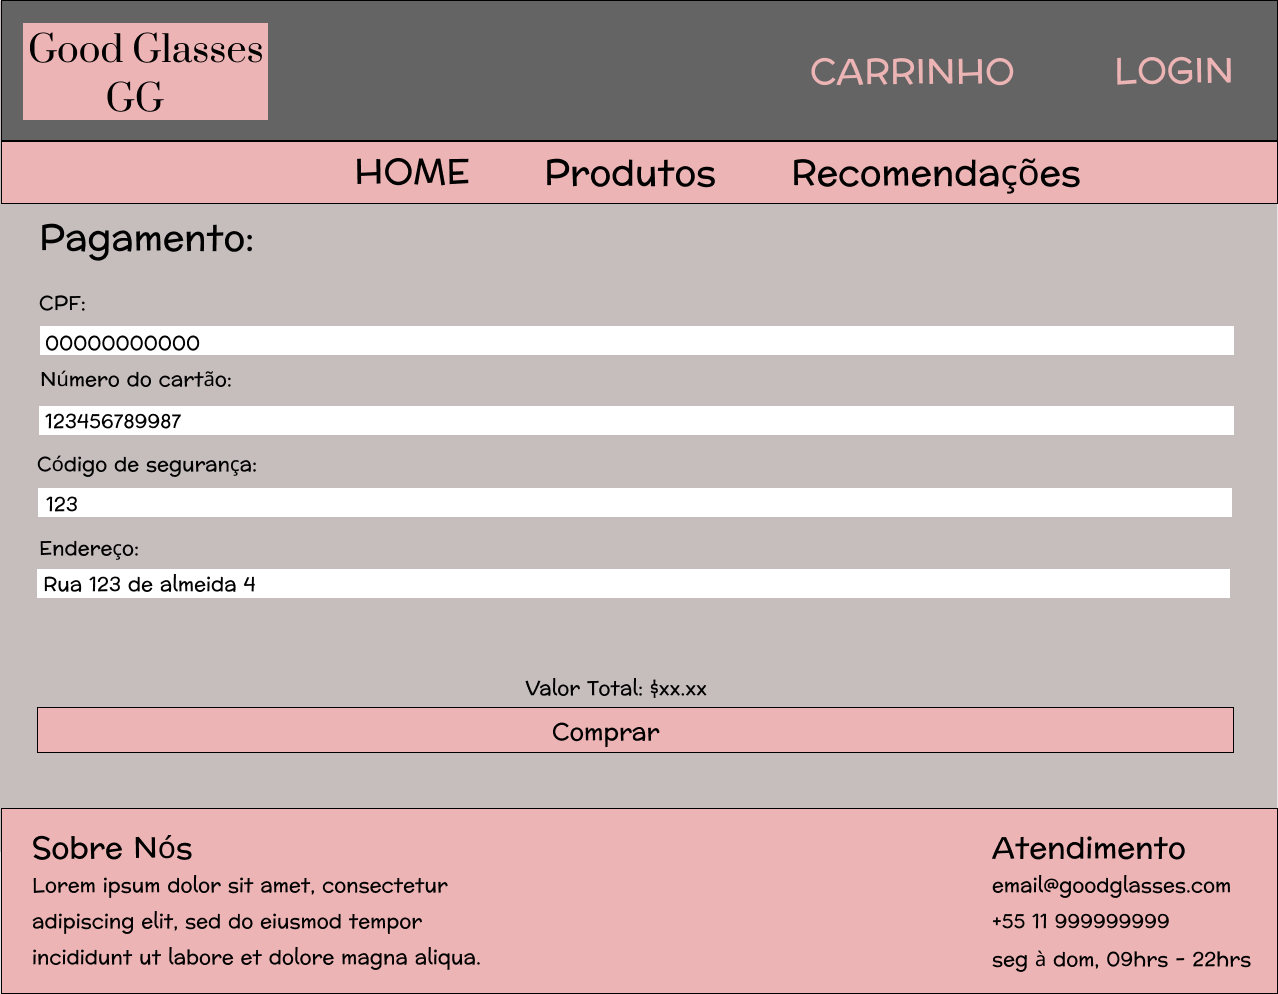 Good Glasses
GG
CARRINHO
LOGIN
HOME
Produtos
Recomendações
Pagamento:
CPF:
00000000000
Número do cartão:
123456789987
Código de segurança:
123
Endereço:
Rua 123 de almeida 4
Valor Total: $xx.xx
Comprar
Sobre Nós
Lorem ipsum dolor sit amet, consectetur
adipiscing elit, sed do eiusmod tempor
incididunt ut labore et dolore magna aliqua.
Atendimento
email@goodglasses.com
+55 11 999999999
seg à dom, 09hrs - 22hrs